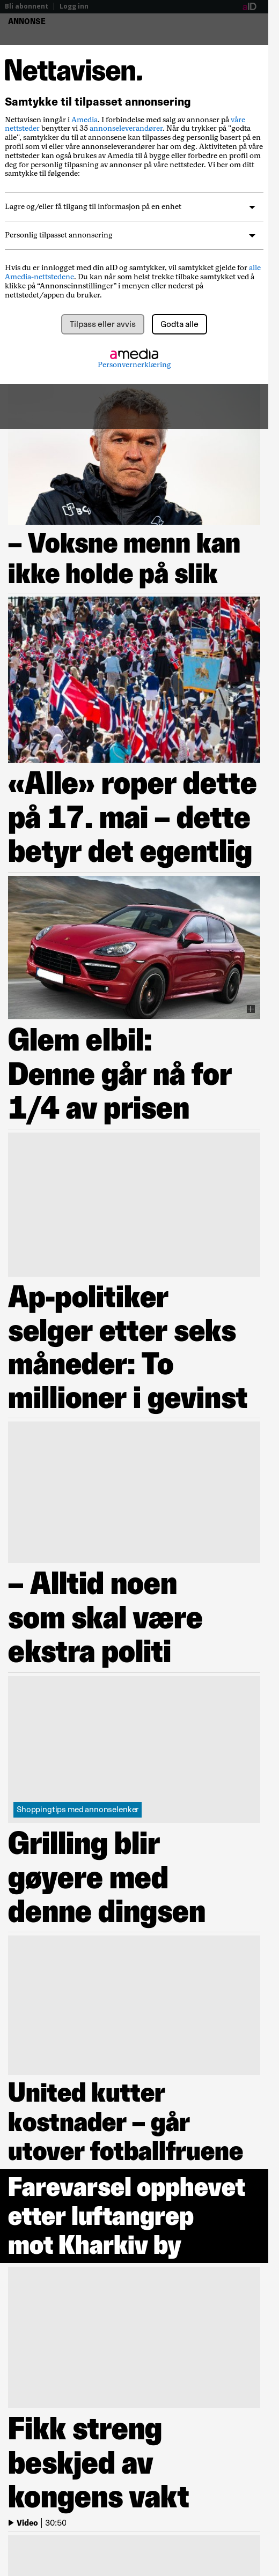 Bli abonnent | Logg inn
aID
ANNONSE
Nettavisen.
Samtykke til tilpasset annonsering
Nettavisen inngår i Amedia. I forbindelse med salg av annonser på våre
nettsteder benytter vi 35 annonseleverandører. Når du trykker på "godta
alle", samtykker du til at annonsene kan tilpasses deg personlig basert på en
profil som vi eller våre annonseleverandører har om deg. Aktiviteten på våre
nettsteder kan også brukes av Amedia til å bygge eller forbedre en profil om
deg for personlig tilpasning av annonser på våre nettsteder. Vi ber om ditt
samtykke til følgende:
Lagre og/eller få tilgang til informasjon på en enhet
Personlig tilpasset annonsering
Hvis du er innlogget med din aID og samtykker, vil samtykket gjelde for alle
Amedia-nettstedene. Du kan når som helst trekke tilbake samtykket ved å
klikke på “Annonseinnstillinger” i menyen eller nederst på
nettstedet/appen du bruker.
Tilpass eller avvis
Godta alle
amedia
Personvernerklæring
– Voksne menn kan
ikke holde på slik
«Alle» roper dette
på 17. mai – dette
betyr det egentlig
Glem elbil:
Denne går nå for
1/4 av prisen
Ap-politiker
selger etter seks
måneder: To
millioner i gevinst
– Alltid noen
som skal være
ekstra politi
Shoppingtips med annonselenker
Grilling blir
gøyere med
denne dingsen
United kutter
kostnader – går
utover fotballfruene
Farevarsel opphevet
etter luftangrep
mot Kharkiv by
Fikk streng
beskjed av
kongens vakt
Video | 30:50